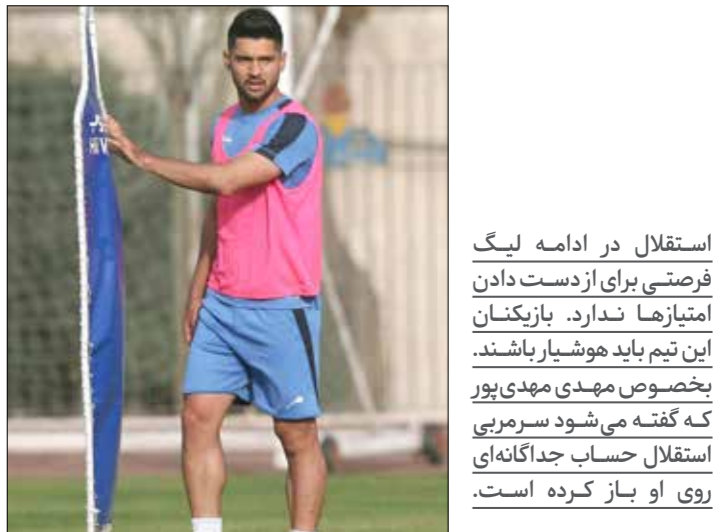 استقلال در ادامه لیگ
فرصتی برای از دست دادن
امتیازها ندارد. بازیکنان
این تیم باید هوشیار باشند.
بخصوص مهدی مهدی‌پور
که گفته می‌شود سرمربی
استقلال حساب جداگانه‌ای
روی او باز کرده است.